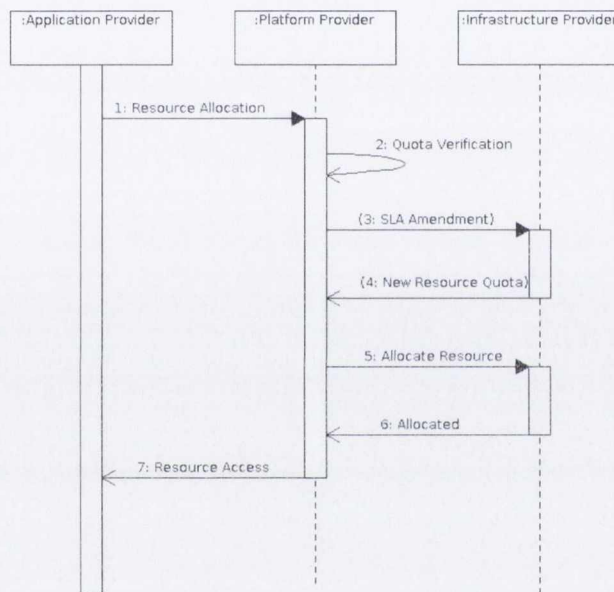 :Application Provider
:Platform Provider
:Infrastructure Provider
1: Resource Allocation
2: Quota Verification
(3: SLA Amendment)
(4: New Resource Quota)
5: Allocate Resource
6: Allocated
7: Resource Access